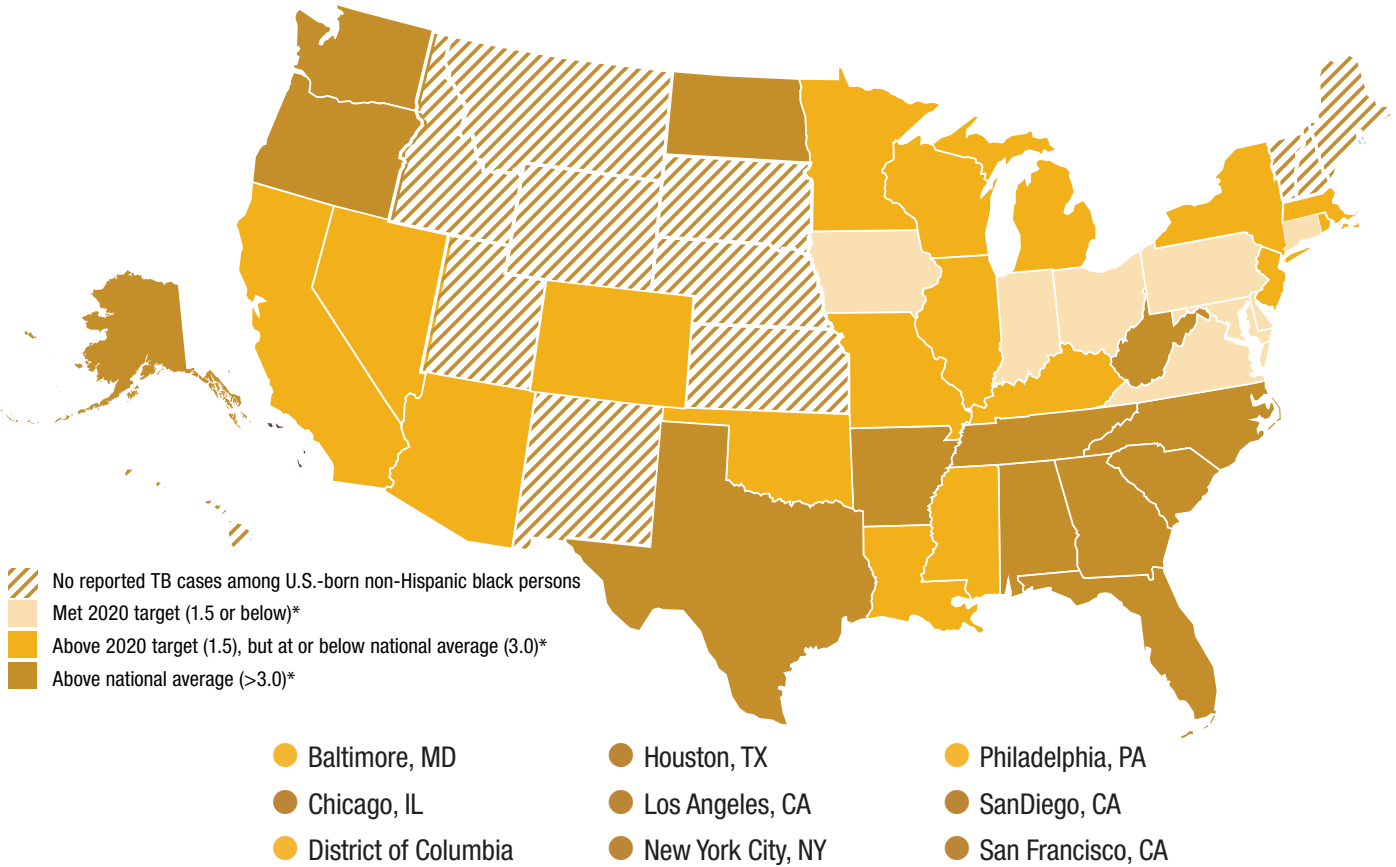 No reported TB cases among U.S.-born non-Hispanic black persons
Met 2020 target (1.5 or below)*
Above 2020 target (1.5), but at or below national average (3.0)*
Above national average (>3.0)*
Baltimore, MD
Chicago, IL
District of Columbia
Houston, TX
Los Angeles, CA
New York City, NY
Philadelphia, PA
SanDiego, CA
San Francisco, CA